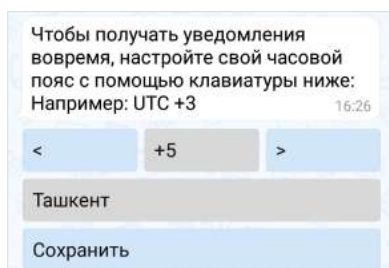 Чтобы получать уведомления
вовремя, настройте свой часовой
пояс с помощью клавиатуры ниже:
Например: UTC +3
16:26
< +5 >
Ташкент
Сохранить